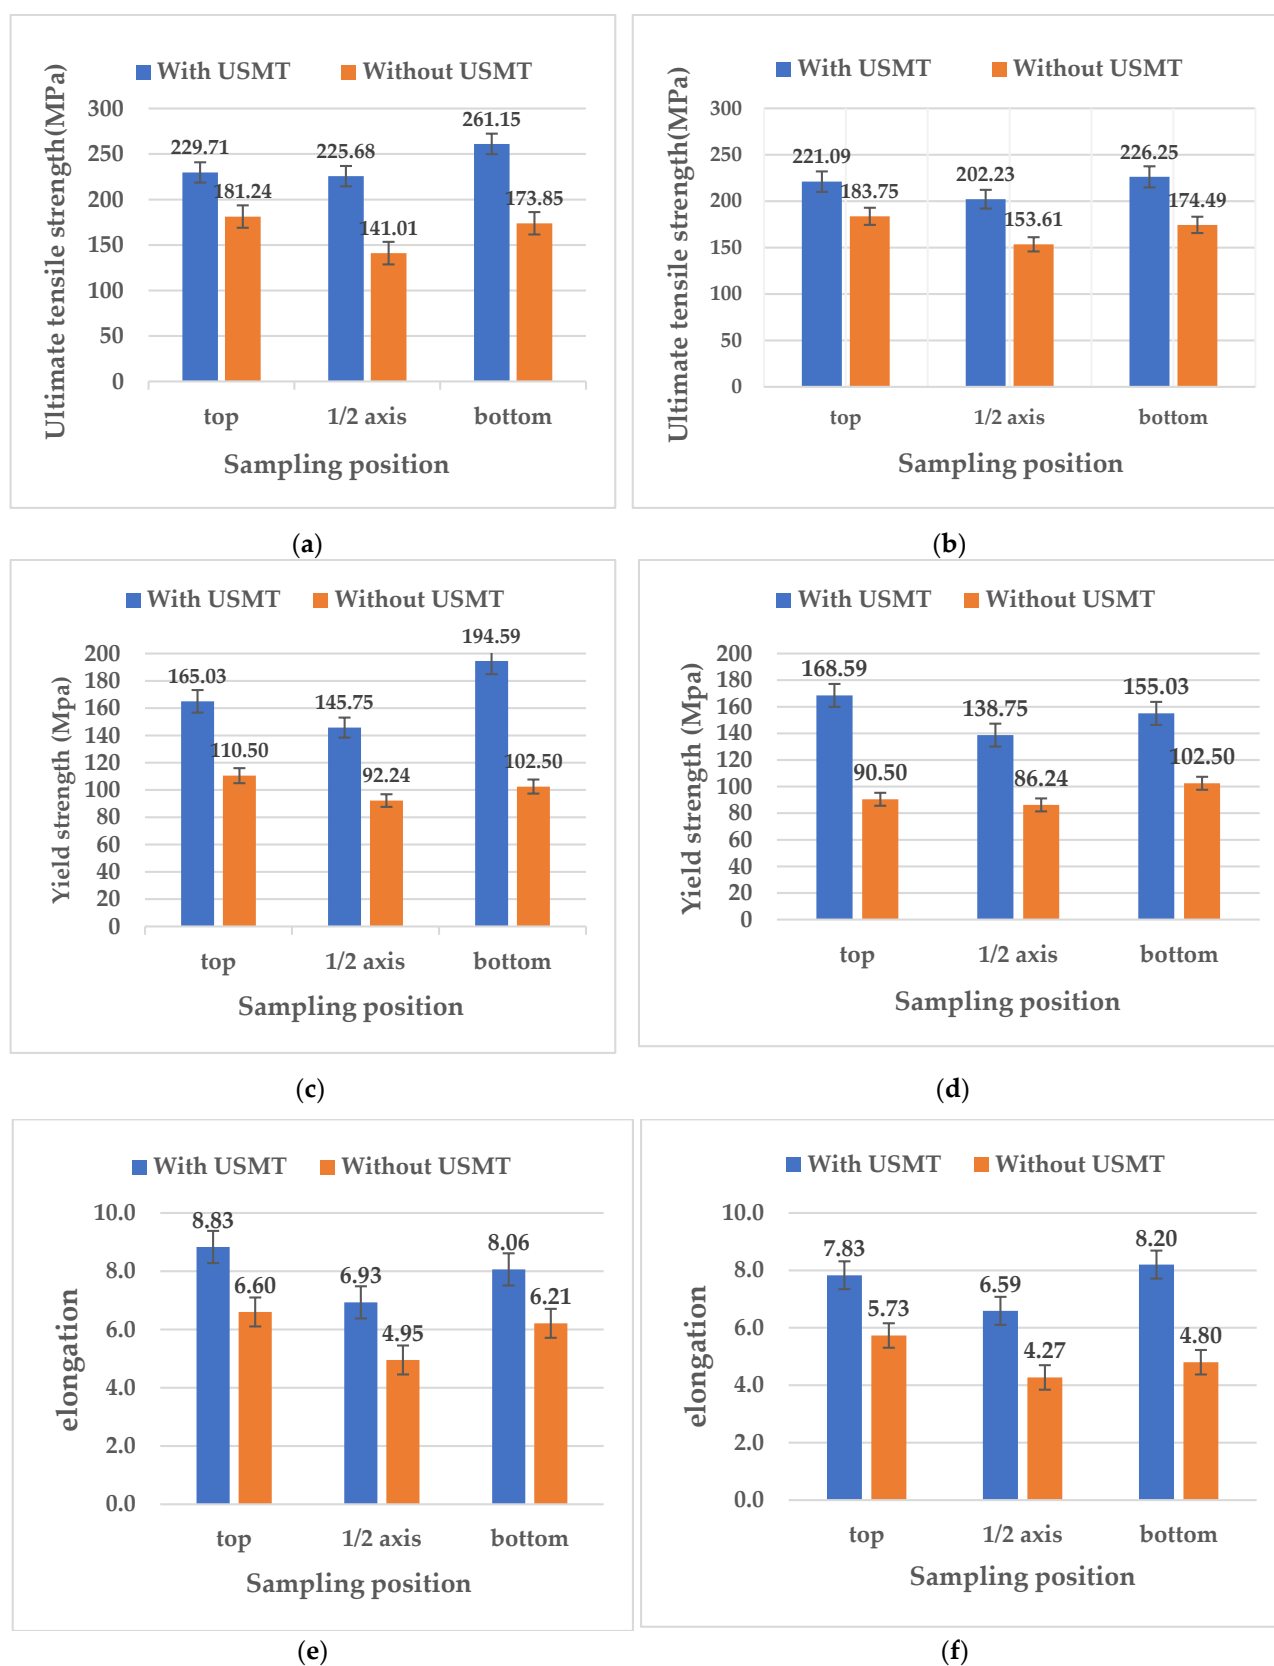 With USMT Without USMT
Ultimate tensile strength(MPa)
300
250
200
150
100
50
0
229.71
181.24
225.68
141.01
261.15
173.85
top 1/2 axis bottom
Sampling position
(a)
With USMT Without USMT
Ultimate tensile strength(MPa)
300
250
200
150
100
50
0
221.09
183.75
202.23
153.61
226.25
174.49
top 1/2 axis bottom
Sampling position
(b)
With USMT Without USMT
Yield strength (Mpa)
200
180
160
140
120
100
80
60
40
20
0
165.03
110.50
145.75
92.24
194.59
102.50
top 1/2 axis bottom
Sampling position
(c)
With USMT Without USMT
Yield strength (Mpa)
200
180
160
140
120
100
80
60
40
20
0
168.59
90.50
138.75
86.24
155.03
102.50
top 1/2 axis bottom
Sampling position
(d)
With USMT Without USMT
elongation
10.0
8.0
6.0
4.0
2.0
0.0
8.83
6.60
6.93
4.95
8.06
6.21
top 1/2 axis bottom
Sampling position
(e)
With USMT Without USMT
elongation
10.0
8.0
6.0
4.0
2.0
0.0
7.83
5.73
6.59
4.27
8.20
4.80
top 1/2 axis bottom
Sampling position
(f)